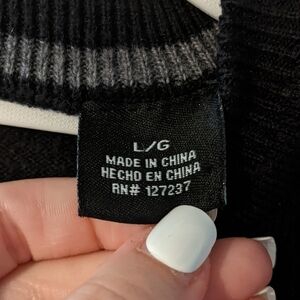 L/G
MADE IN CHINA
HECHO EN CHINA
RN# 127237